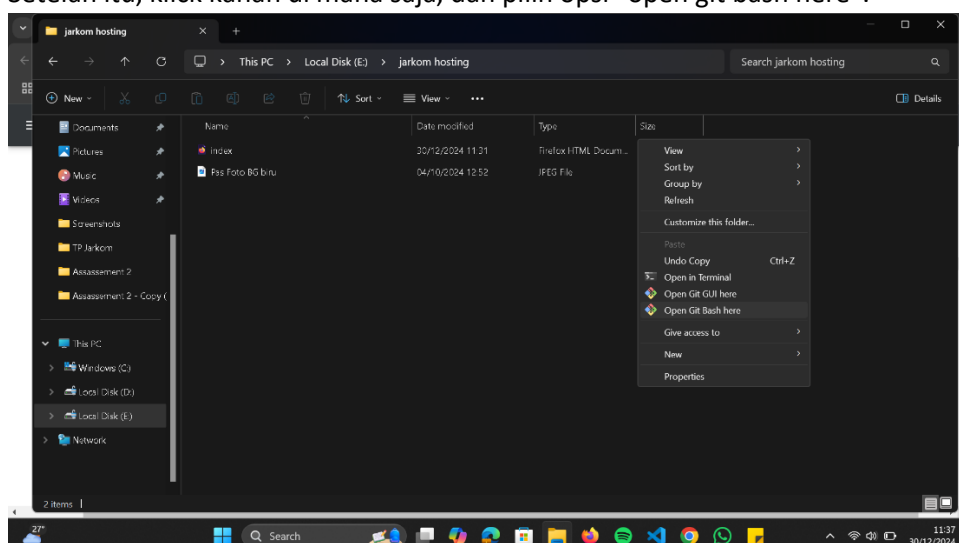 Setelah itu, klik kanan di mana saja, dan pilih opsi "open git bash here".
jarkom hosting
This PC > Local Disk (E:) > jarkom hosting
Search jarkom hosting
New
Sort
View
Details
Name
Date modified
Type
Size
Documents
Pictures
Music
Videos
Screenshots
TP Jarkom
Assassement 2
Assassement 2 - Copy (
This PC
Windows (C:)
Local Disk (D:)
Local Disk (E:)
Network
index 30/12/2024 11:31 Firefox HTML Docum...
Pas Foto BG biru 04/10/2024 12:52 JPEG File
View
Sort by
Group by
Refresh
Customize this folder...
Paste
Undo Copy Ctrl+Z
Open in Terminal
Open Git GUI here
Open Git Bash here
Give access to
New
Properties
2 items
27°
Search
11:37
30/12/2024